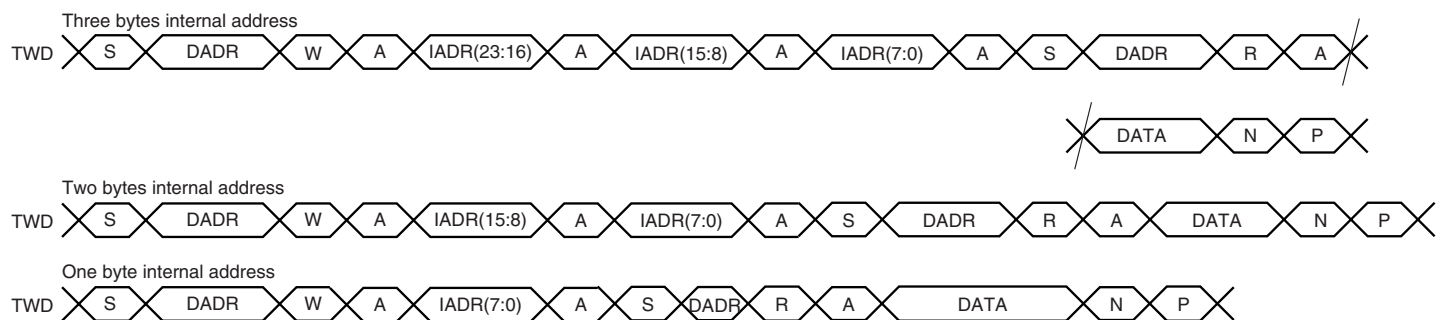 Three bytes internal address
TWD S DADR W A IADR(23:16) A IADR(15:8) A IADR(7:0) A S DADR R A
DATA N P
Two bytes internal address
TWD S DADR W A IADR(15:8) A IADR(7:0) A S DADR R A DATA N P
One byte internal address
TWD S DADR W A IADR(7:0) A S DADR R A DATA N P